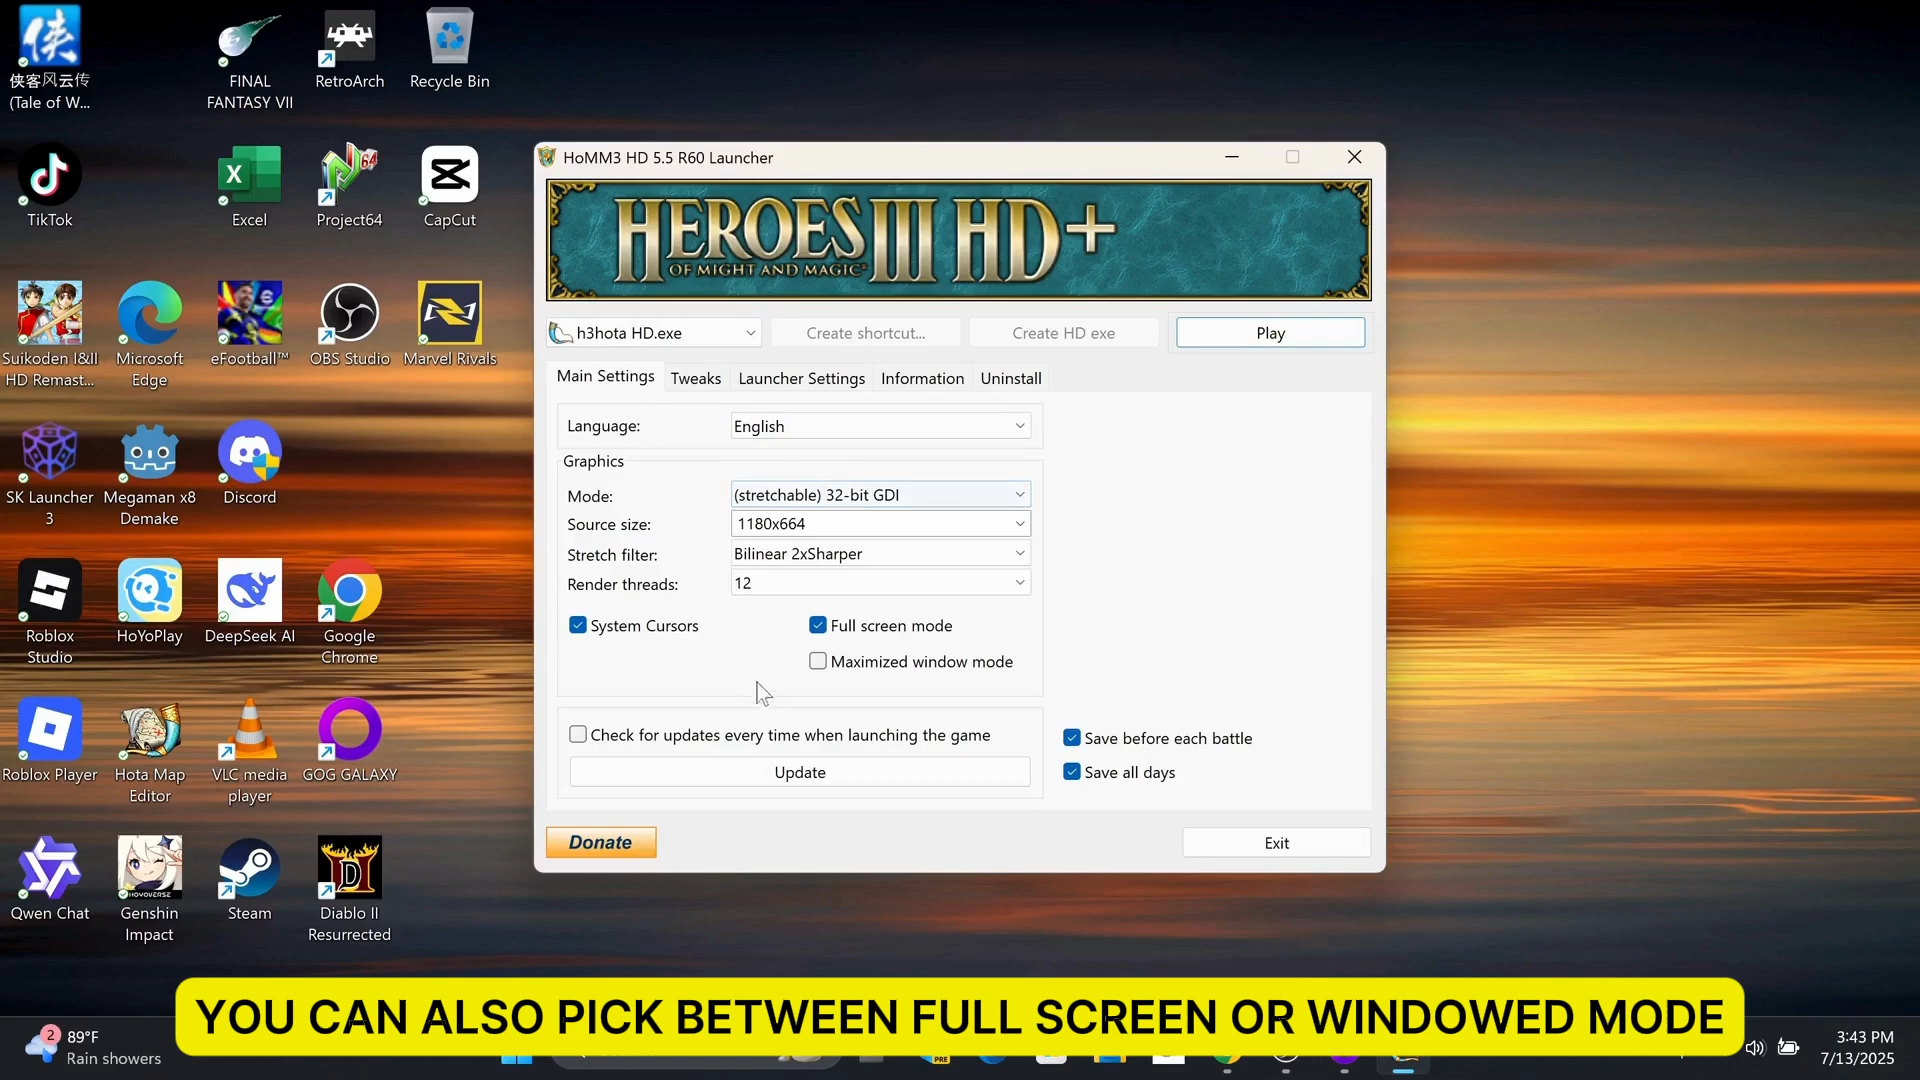 侠客风云传
(Tale of W...
FINAL
FANTASY VII
RetroArch
Recycle Bin
TikTok
Excel
Project64
CapCut
Suikoden I&II
HD Remast...
Microsoft
Edge
eFootball™
OBS Studio
Marvel Rivals
SK Launcher
3
Megaman x8
Demake
Discord
Roblox
Studio
HoYoPlay
DeepSeek AI
Google
Chrome
Roblox Player
Hota Map
Editor
VLC media
player
GOG GALAXY
Qwen Chat
Genshin
Impact
Steam
Diablo II
Resurrected
HoMM3 HD 5.5 R60 Launcher
HEROES III HD+
OF MIGHT AND MAGIC
h3hota HD.exe
Create shortcut...
Create HD exe
Play
Main Settings
Tweaks
Launcher Settings
Information
Uninstall
Language:
English
Graphics
Mode:
(stretchable) 32-bit GDI
Source size:
1180x664
Stretch filter:
Bilinear 2xSharper
Render threads:
12
System Cursors
Full screen mode
Maximized window mode
Check for updates every time when launching the game
Update
Save before each battle
Save all days
Donate
Exit
YOU CAN ALSO PICK BETWEEN FULL SCREEN OR WINDOWED MODE
2
89°F
Rain showers
PRE
3:43 PM
7/13/2025